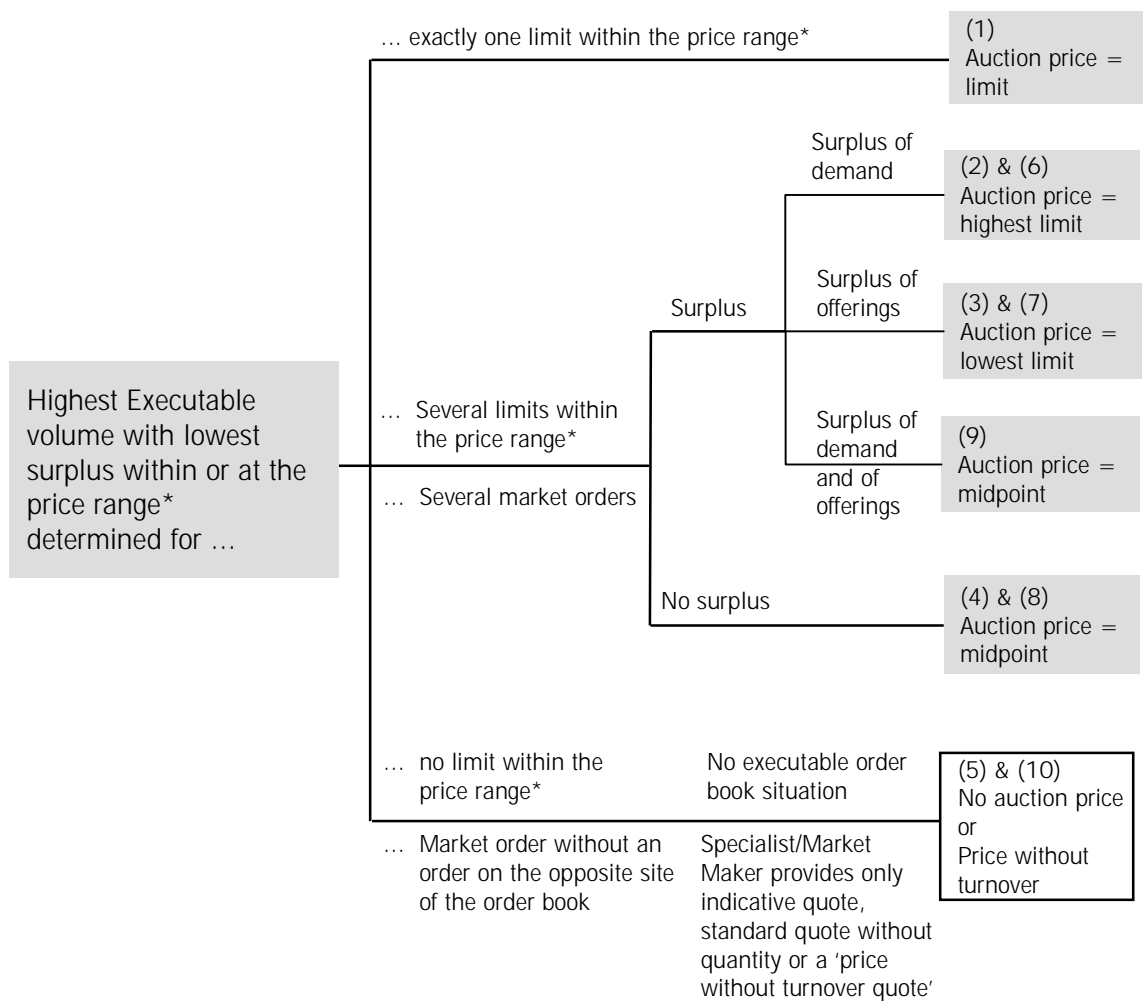 … exactly one limit within the price range*
(1)
Auction price =
limit
Surplus of
demand
(2) & (6)
Auction price =
highest limit
Surplus of
offerings
Surplus
(3) & (7)
Auction price =
lowest limit
Highest Executable
volume with lowest
surplus within or at the
price range*
determined for …
… Several limits within
the price range*
… Several market orders
Surplus of
demand
and of
offerings
(9)
Auction price =
midpoint
No surplus
(4) & (8)
Auction price =
midpoint
… no limit within the
price range*
No executable order
book situation
… Market order without an
order on the opposite site
of the order book
Specialist/Market
Maker provides only
indicative quote,
standard quote without
quantity or a 'price
without turnover quote'
(5) & (10)
No auction price
or
Price without
turnover